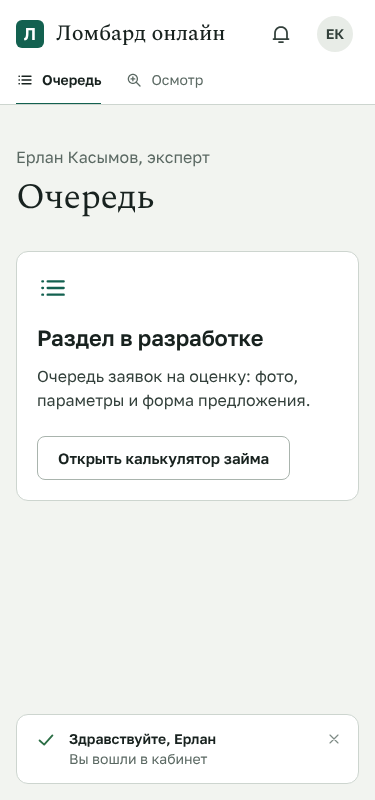 Л Ломбард онлайн ЕК
Очередь Осмотр
Ерлан Касымов, эксперт
Очередь
Раздел в разработке
Очередь заявок на оценку: фото,
параметры и форма предложения.
Открыть калькулятор займа
Здравствуйте, Ерлан
Вы вошли в кабинет